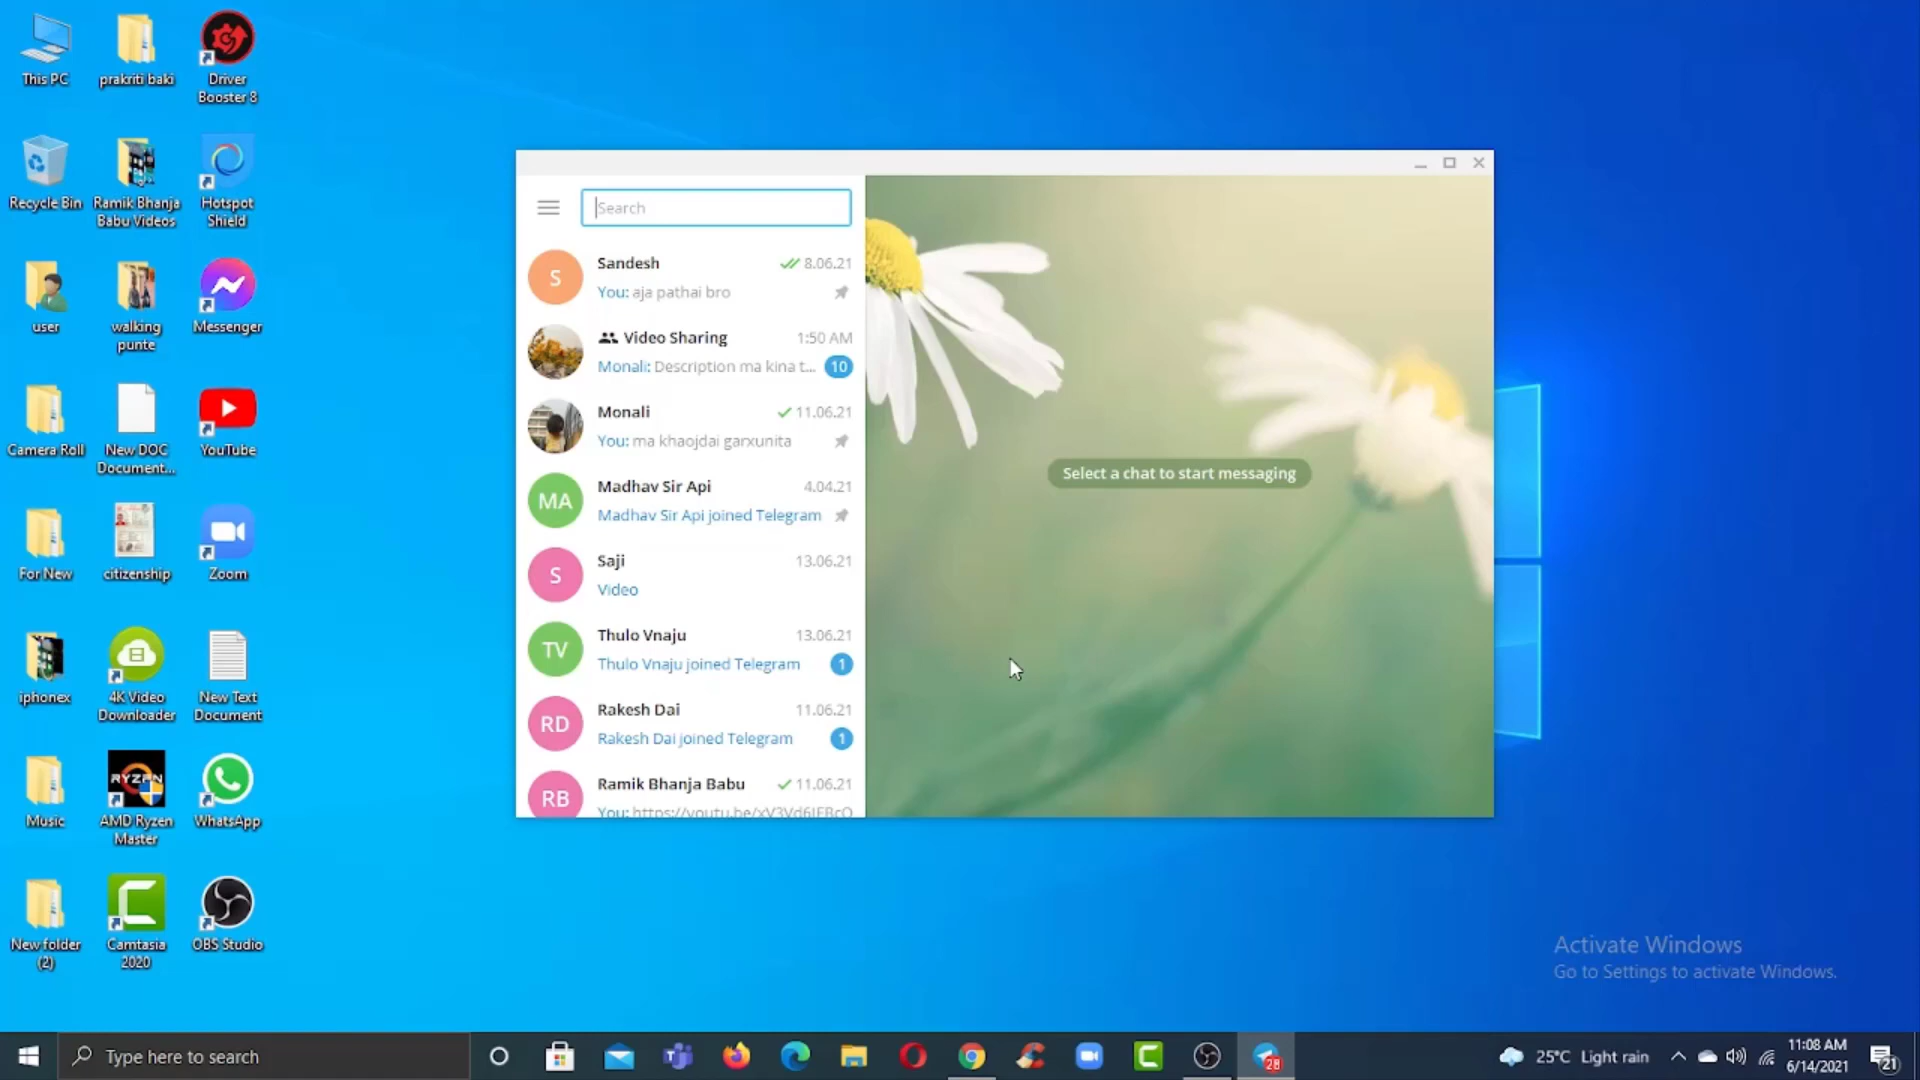 This PC
prakriti baki
Driver
Booster 8
Recycle Bin
Ramik Bhanja
Babu Videos
Hotspot
Shield
user
walking
punte
Messenger
Camera Roll
New DOC
Document...
YouTube
For New
citizenship
Zoom
iphonex
4K Video
Downloader
New Text
Document
Music
RYZEN
AMD Ryzen
Master
WhatsApp
New folder
(2)
Camtasia
2020
OBS Studio
Search
S
Sandesh
8.06.21
You: aja pathai bro
Video Sharing
1:50 AM
Monali: Description ma kina t...
10
Monali
11.06.21
You: ma khaojdai garxunita
MA
Madhav Sir Api
4.04.21
Madhav Sir Api joined Telegram
S
Saji
13.06.21
Video
TV
Thulo Vnaju
13.06.21
Thulo Vnaju joined Telegram
1
RD
Rakesh Dai
11.06.21
Rakesh Dai joined Telegram
1
RB
Ramik Bhanja Babu
11.06.21
You: https://youtu.be/
Select a chat to start messaging
Activate Windows
Go to Settings to activate Windows.
Type here to search
28
25°C Light rain
11:08 AM
6/14/2021
21